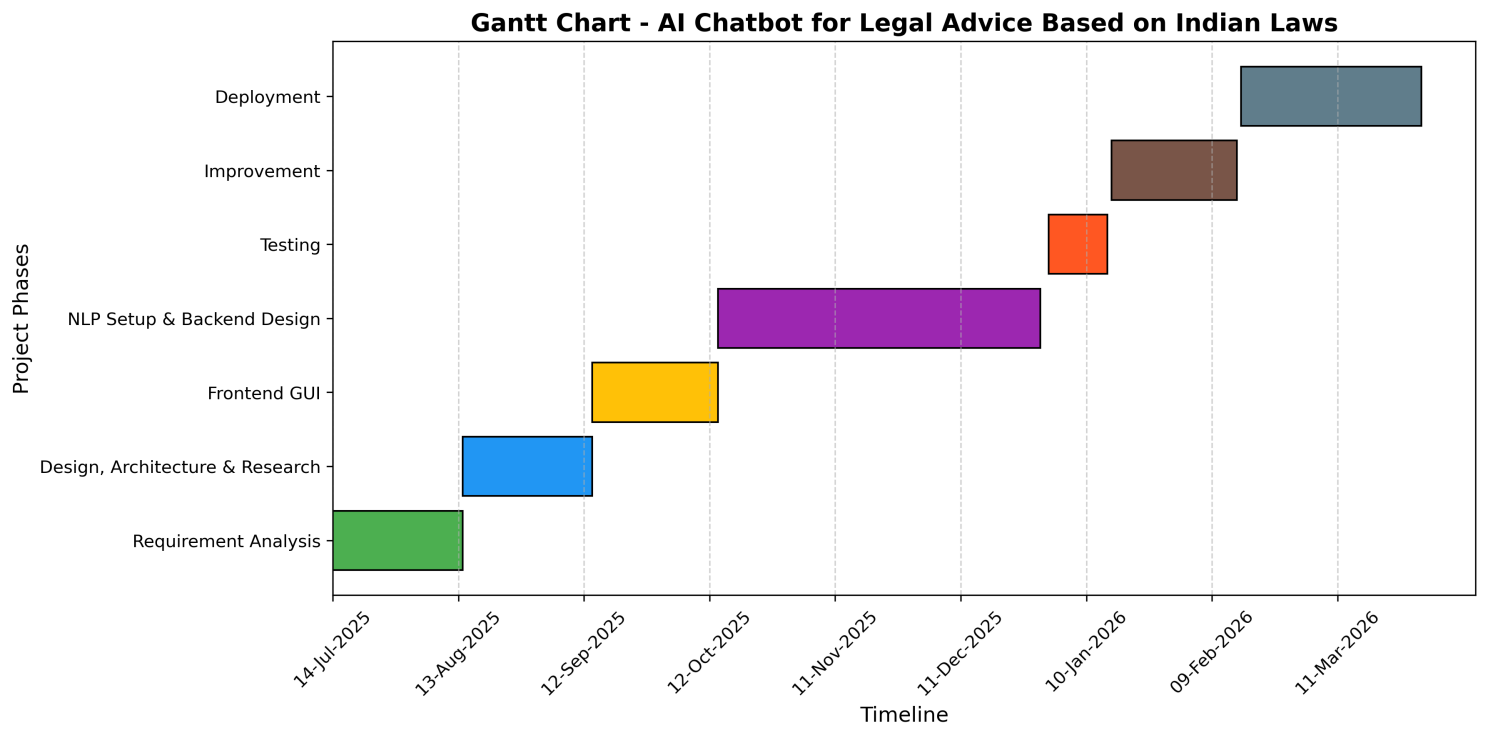 Gantt Chart - AI Chatbot for Legal Advice Based on Indian Laws
Project Phases
Deployment
Improvement
Testing
NLP Setup & Backend Design
Frontend GUI
Design, Architecture & Research
Requirement Analysis
14-Jul-2025
13-Aug-2025
12-Sep-2025
12-Oct-2025
11-Nov-2025
11-Dec-2025
10-Jan-2026
09-Feb-2026
11-Mar-2026
Timeline